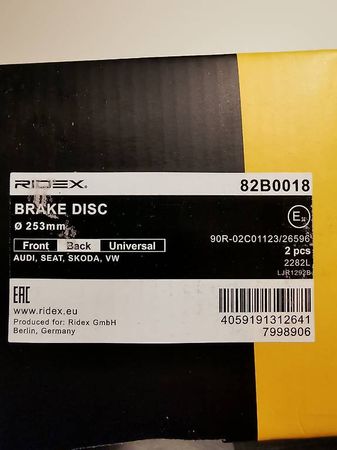 RIDEX® 82B0018
BRAKE DISC
Ø 253mm
Front Back Universal
90R-02C01123/26596
AUDI, SEAT, SKODA, VW
2 pcs
2282L
LJR1292B
EAC
www.ridex.eu
Produced for: Ridex GmbH
Berlin, Germany
4059191312641
7998906